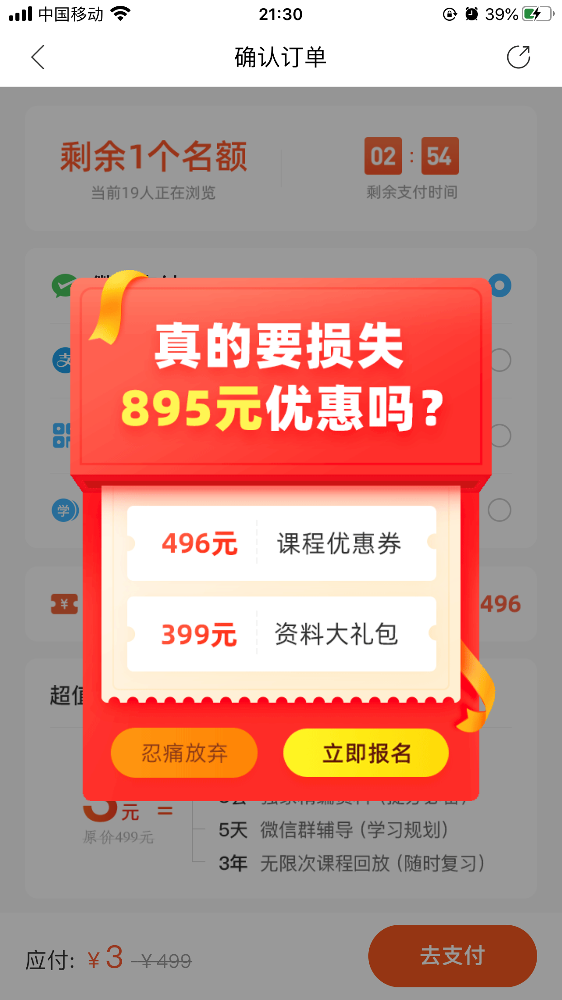 中国移动
21:30
39%
确认订单
剩余1个名额
当前19人正在浏览
02 : 54
剩余支付时间
支
真的要损失
895元优惠吗?
学
496元 课程优惠券
¥
496
399元 资料大礼包
超值
忍痛放弃
立即报名
3元 =
原价499元
5天 微信群辅导 (学习规划)
3年 无限次课程回放 (随时复习)
应付: ¥3 ¥499
去支付